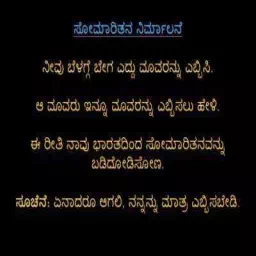 ಸೋಮಾರಿತನ ನಿರ್ಮಾಲನೆ
ನೀವು ಬೆಳಗ್ಗೆ ಬೇಗ ಎದ್ದು ಮೂವರನ್ನು ಎಬ್ಬಿಸಿ.
ಆ ಮೂವರು ಇನ್ನೂ ಮೂವರನ್ನು ಎಬ್ಬಿಸಲು ಹೇಳಿ.
ಈ ರೀತಿ ನಾವು ಭಾರತದಿಂದ ಸೋಮಾರಿತನವನ್ನು
ಬಡಿದೋಡಿಸೋಣ.
ಸೂಚೆನೆ: ಏನಾದರೂ ಆಗಲಿ, ನನ್ನನ್ನು ಮಾತ್ರ ಎಬ್ಬಿಸಬೇಡಿ.